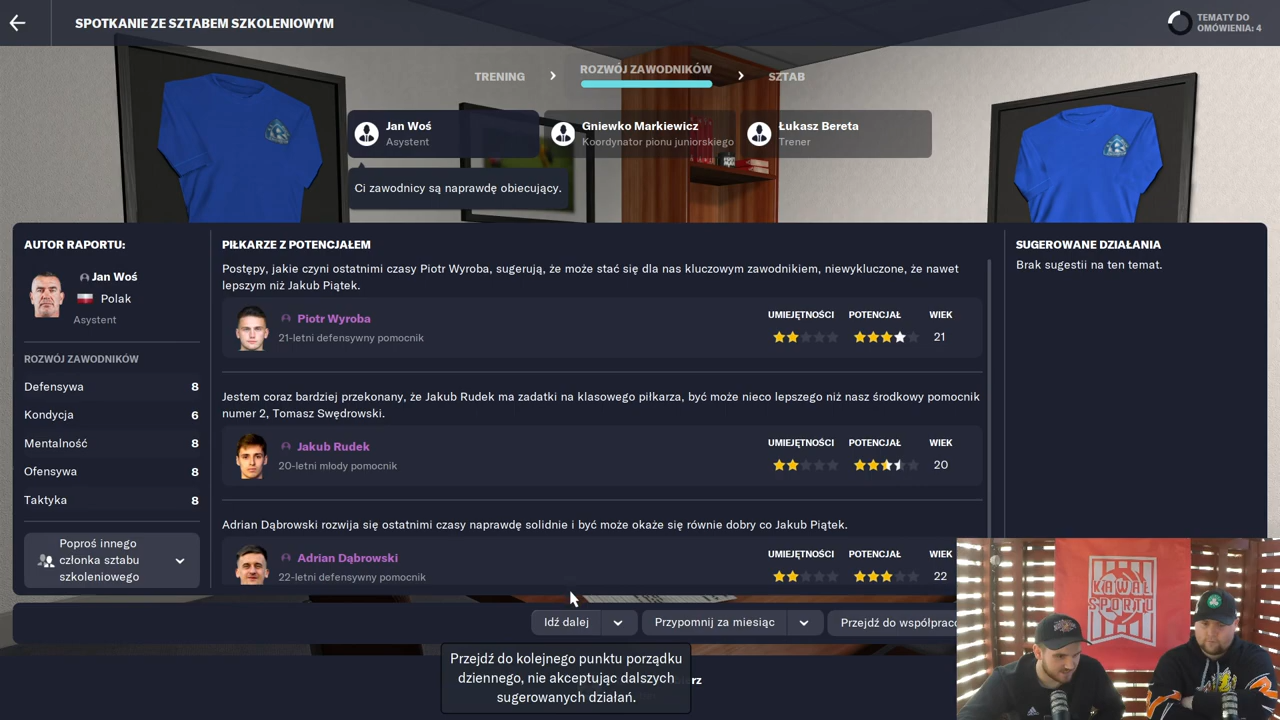 SPOTKANIE ZE SZTABEM SZKOLENIOWYM
TEMATY DO
OMÓWIENIA: 4
TRENING
ROZWÓJ ZAWODNIKÓW
SZTAB
Jan Woś
Asystent
Gniewko Markiewicz
Koordynator pionu juniorskiego
Łukasz Bereta
Trener
Ci zawodnicy są naprawdę obiecujący.
AUTOR RAPORTU:
Jan Woś
Polak
Asystent
ROZWÓJ ZAWODNIKÓW
Defensywa 8
Kondycja 6
Mentalność 8
Ofensywa 8
Taktyka 8
Poproś innego
członka sztabu
szkoleniowego
PIŁKARZE Z POTENCJAŁEM
Postępy, jakie czyni ostatnimi czasy Piotr Wyroba, sugerują, że może stać się dla nas kluczowym zawodnikiem, niewykluczone, że nawet
lepszym niż Jakub Piątek.
Piotr Wyroba
21-letni defensywny pomocnik
UMIEJĘTNOŚCI POTENCJAŁ WIEK
21
Jestem coraz bardziej przekonany, że Jakub Rudek ma zadatki na klasowego piłkarza, być może nieco lepszego niż nasz środkowy pomocnik
numer 2, Tomasz Swędrowski.
Jakub Rudek
20-letni młody pomocnik
UMIEJĘTNOŚCI POTENCJAŁ WIEK
20
Adrian Dąbrowski rozwija się ostatnimi czasy naprawdę solidnie i być może okaże się równie dobry co Jakub Piątek.
Adrian Dąbrowski
22-letni defensywny pomocnik
UMIEJĘTNOŚCI POTENCJAŁ WIEK
22
SUGEROWANE DZIAŁANIA
Brak sugestii na ten temat.
Idź dalej
Przypomnij za miesiąc
Przejdź do współprac
Przejdź do kolejnego punktu porządku
dziennego, nie akceptując dalszych
sugerowanych działań.
KAWAŁ
SPORTU